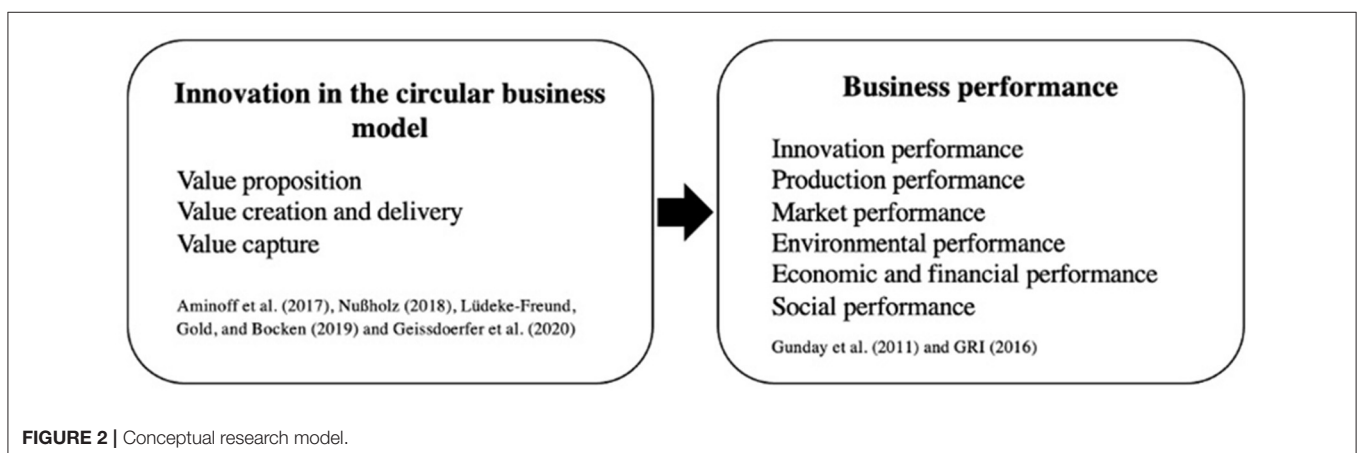 Innovation in the circular business
model
Value proposition
Value creation and delivery
Value capture
Aminoff et al. (2017), Nußholz (2018), Lüdeke-Freund,
Gold, and Bocken (2019) and Geissdoerfer et al. (2020)
Business performance
Innovation performance
Production performance
Market performance
Environmental performance
Economic and financial performance
Social performance
Gunday et al. (2011) and GRI (2016)
FIGURE 2 | Conceptual research model.